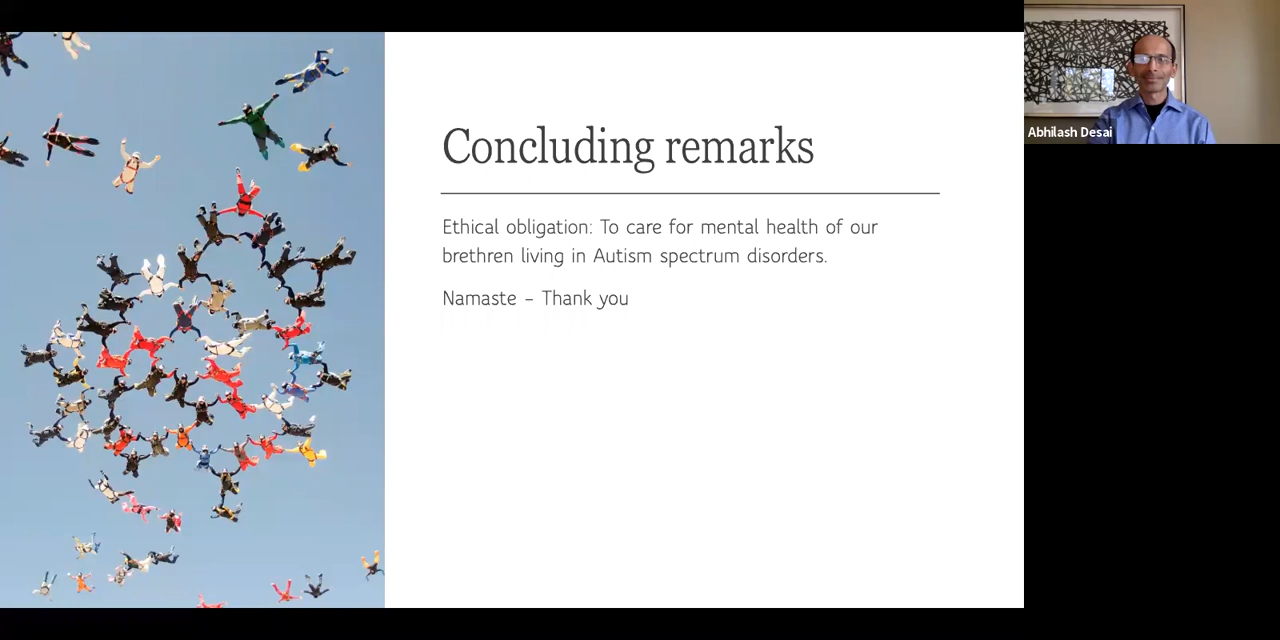 Concluding remarks
Ethical obligation: To care for mental health of our
brethren living in Autism spectrum disorders.
Namaste – Thank you
Abhilash Desai